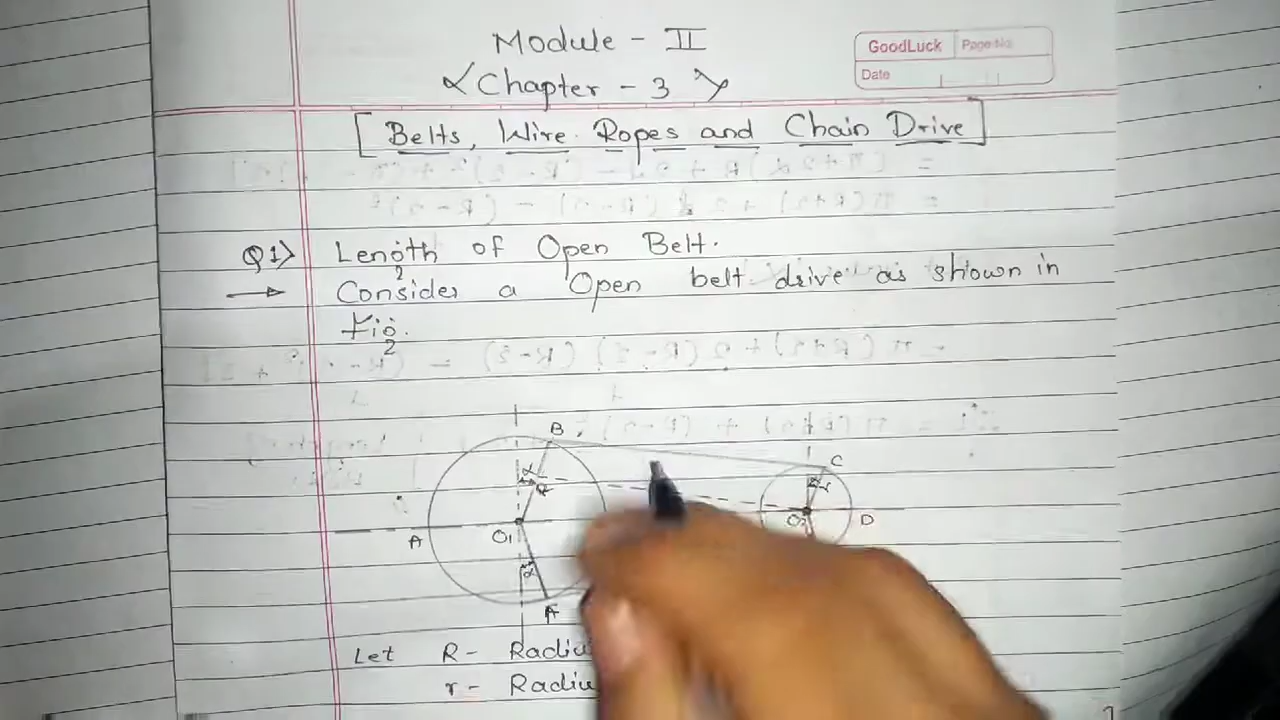 Module - II
GoodLuck Page No.
Date
< Chapter - 3 >
[ Belts, Wire Ropes and Chain Drive ]
Q1> Length of Open Belt.
→ Consider a Open belt drive as shown in
fig.
B
C
α
α
A O1 O2 D
α
F
Let R - Radiu
r - Radiu